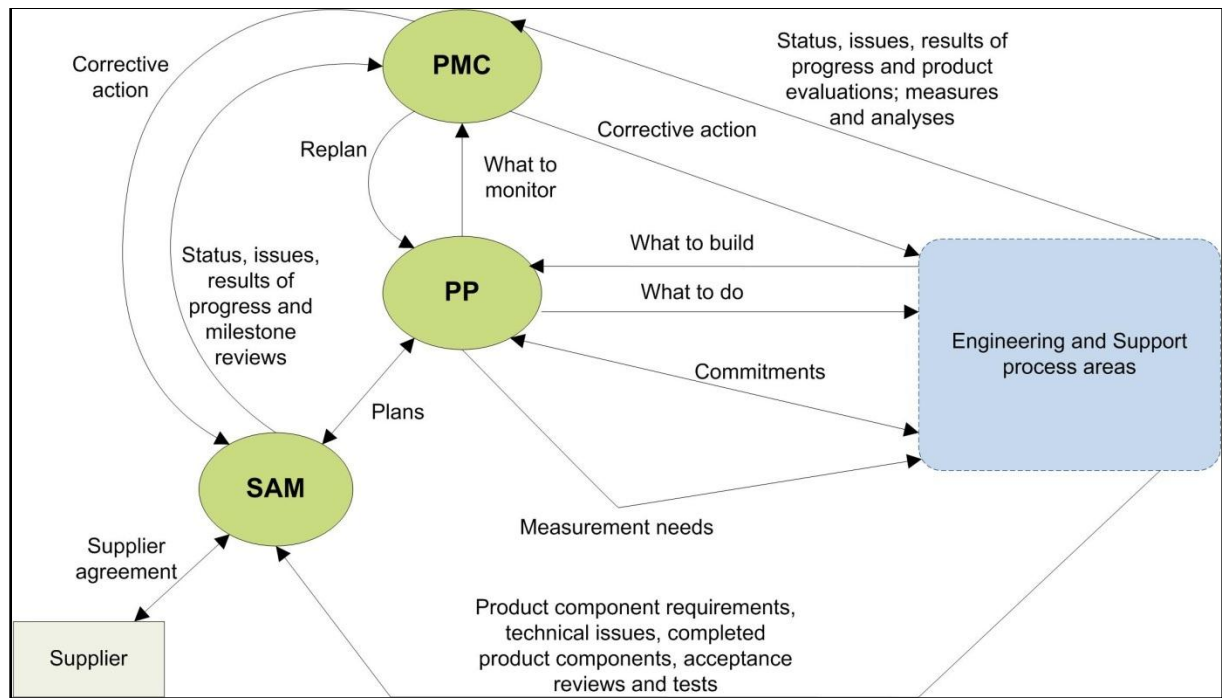 PMC
Corrective
action
Status, issues, results of
progress and product
evaluations; measures
and analyses
Corrective action
Replan
What to
monitor
Status, issues,
results of
progress and
milestone
reviews
What to build
PP
What to do
Engineering and Support
process areas
Commitments
Plans
SAM
Measurement needs
Supplier
agreement
Product component requirements,
technical issues, completed
product components, acceptance
reviews and tests
Supplier